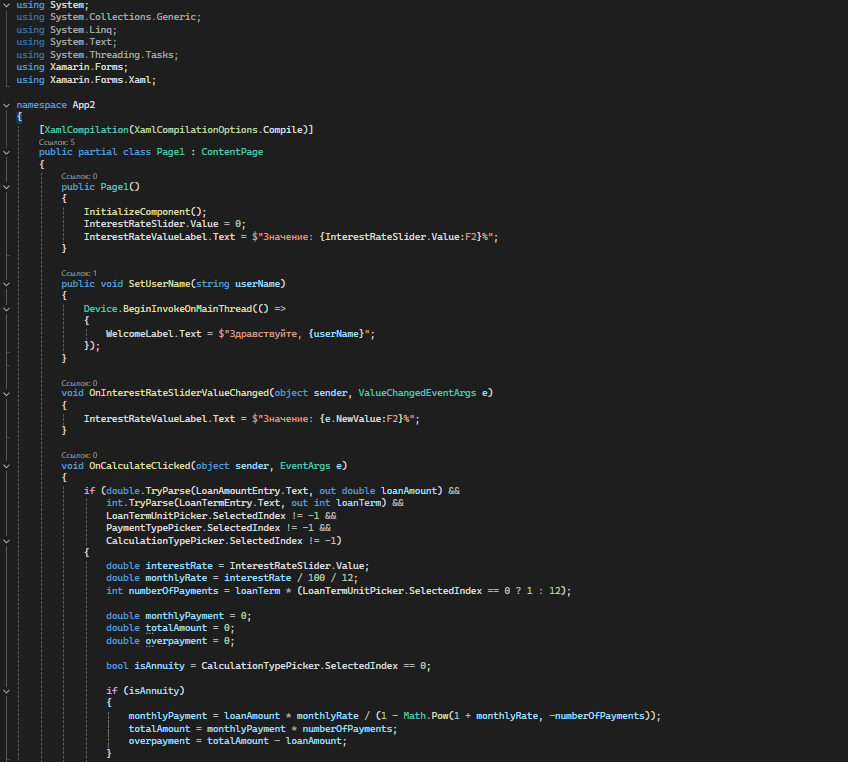 using System;
using System.Collections.Generic;
using System.Linq;
using System.Text;
using System.Threading.Tasks;
using Xamarin.Forms;
using Xamarin.Forms.Xaml;

namespace App2
{
    [XamlCompilation(XamlCompilationOptions.Compile)]
    Ссылок: 5
    public partial class Page1 : ContentPage
    {
        Ссылок: 0
        public Page1()
        {
            InitializeComponent();
            InterestRateSlider.Value = 0;
            InterestRateValueLabel.Text = $"Значение: {InterestRateSlider.Value:F2}%";
        }

        Ссылок: 1
        public void SetUserName(string userName)
        {
            Device.BeginInvokeOnMainThread(() =>
            {
                WelcomeLabel.Text = $"Здравствуйте, {userName}";
            });
        }

        Ссылок: 0
        void OnInterestRateSliderValueChanged(object sender, ValueChangedEventArgs e)
        {
            InterestRateValueLabel.Text = $"Значение: {e.NewValue:F2}%";
        }

        Ссылок: 0
        void OnCalculateClicked(object sender, EventArgs e)
        {
            if (double.TryParse(LoanAmountEntry.Text, out double loanAmount) &&
                int.TryParse(LoanTermEntry.Text, out int loanTerm) &&
                LoanTermUnitPicker.SelectedIndex != -1 &&
                PaymentTypePicker.SelectedIndex != -1 &&
                CalculationTypePicker.SelectedIndex != -1)
            {
                double interestRate = InterestRateSlider.Value;
                double monthlyRate = interestRate / 100 / 12;
                int numberOfPayments = loanTerm * (LoanTermUnitPicker.SelectedIndex == 0 ? 1 : 12);

                double monthlyPayment = 0;
                double totalAmount = 0;
                double overpayment = 0;

                bool isAnnuity = CalculationTypePicker.SelectedIndex == 0;

                if (isAnnuity)
                {
                    monthlyPayment = loanAmount * monthlyRate / (1 - Math.Pow(1 + monthlyRate, -numberOfPayments));
                    totalAmount = monthlyPayment * numberOfPayments;
                    overpayment = totalAmount - loanAmount;
                }